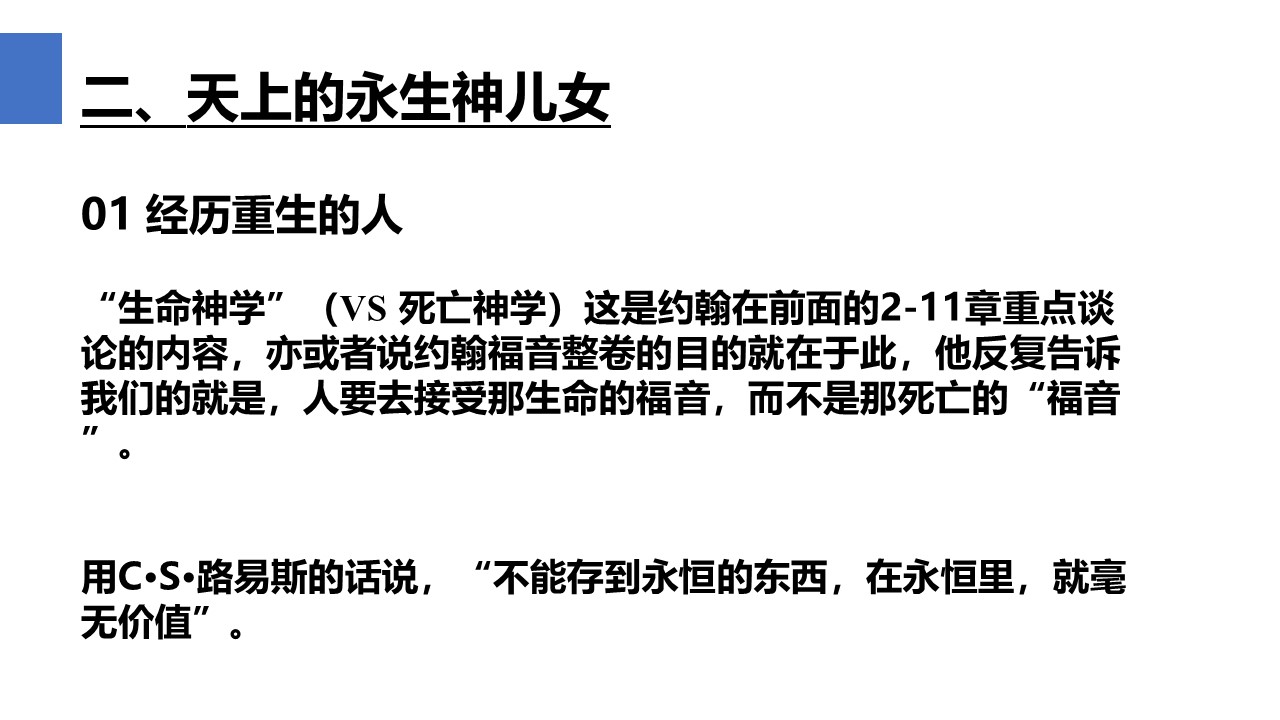 二、天上的永生神儿女
01 经历重生的人
“生命神学”（VS 死亡神学）这是约翰在前面的2-11章重点谈
论的内容，亦或者说约翰福音整卷的目的就在于此，他反复告诉
我们的就是，人要去接受那生命的福音，而不是那死亡的“福音
”。
用C•S•路易斯的话说，“不能存到永恒的东西，在永恒里，就毫
无价值”。